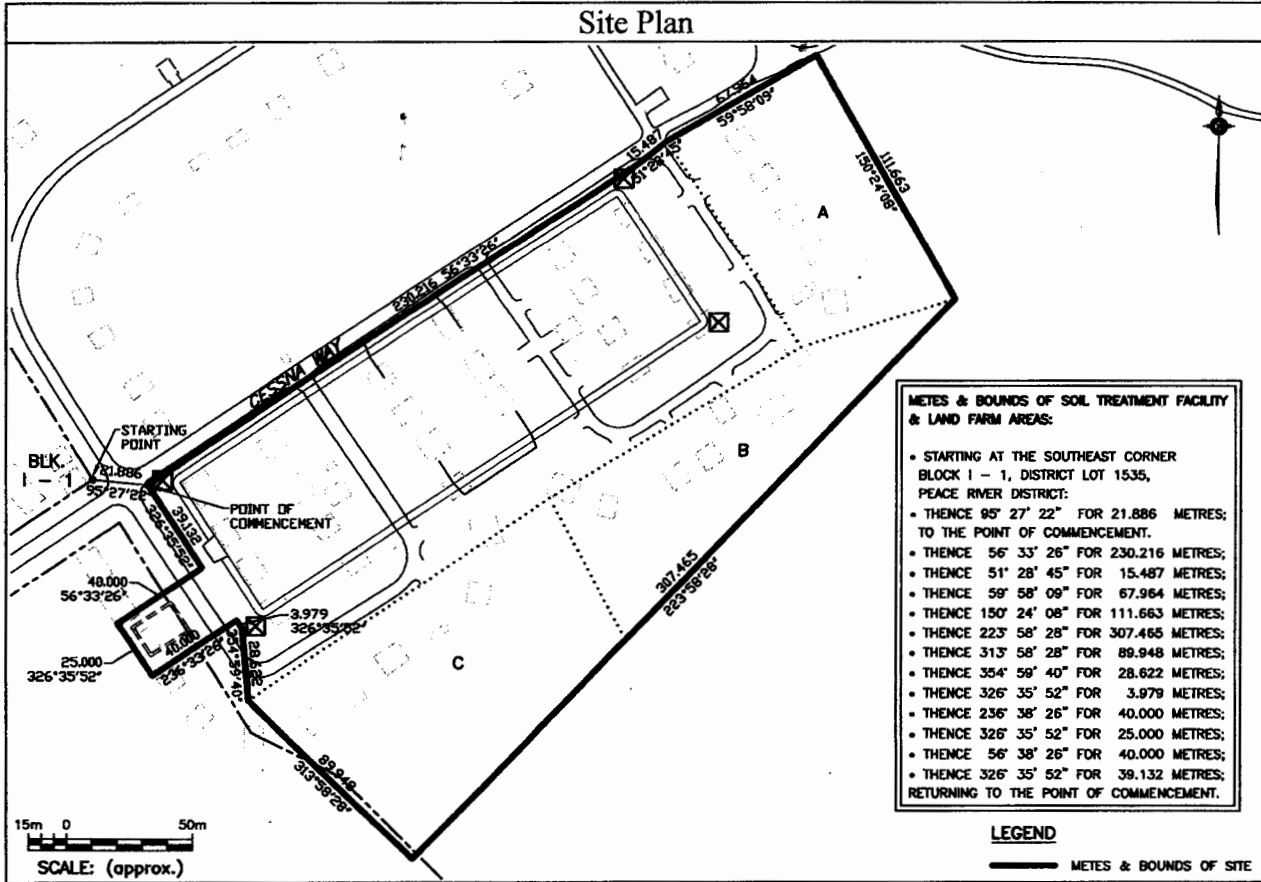 Site Plan
67.964
59°58'09"
15.487
51°28'45"
111.663
150°24'08"
A
230.216 56°33'26"
CESSNA WAY
STARTING
POINT
BLK.
I - 1
21.886
95°27'22"
POINT OF
COMMENCEMENT
39.132
326°35'52"
40.000
56°33'26"
3.979
326°35'52"
40.000
236°33'26"
25.000
326°35'52"
28.622
354°59'40"
B
C
307.465
223°58'28"
89.948
313°58'28"
METES & BOUNDS OF SOIL TREATMENT FACILITY
& LAND FARM AREAS:
• STARTING AT THE SOUTHEAST CORNER
BLOCK I - 1, DISTRICT LOT 1535,
PEACE RIVER DISTRICT:
• THENCE 95° 27' 22" FOR 21.886 METRES;
TO THE POINT OF COMMENCEMENT.
• THENCE 56° 33' 26" FOR 230.216 METRES;
• THENCE 51° 28' 45" FOR 15.487 METRES;
• THENCE 59° 58' 09" FOR 67.964 METRES;
• THENCE 150° 24' 08" FOR 111.663 METRES;
• THENCE 223° 58' 28" FOR 307.465 METRES;
• THENCE 313° 58' 28" FOR 89.948 METRES;
• THENCE 354° 59' 40" FOR 28.622 METRES;
• THENCE 326° 35' 52" FOR 3.979 METRES;
• THENCE 236° 38' 26" FOR 40.000 METRES;
• THENCE 326° 35' 52" FOR 25.000 METRES;
• THENCE 56° 38' 26" FOR 40.000 METRES;
• THENCE 326° 35' 52" FOR 39.132 METRES;
RETURNING TO THE POINT OF COMMENCEMENT.
15m 0 50m
SCALE: (approx.)
LEGEND
METES & BOUNDS OF SITE